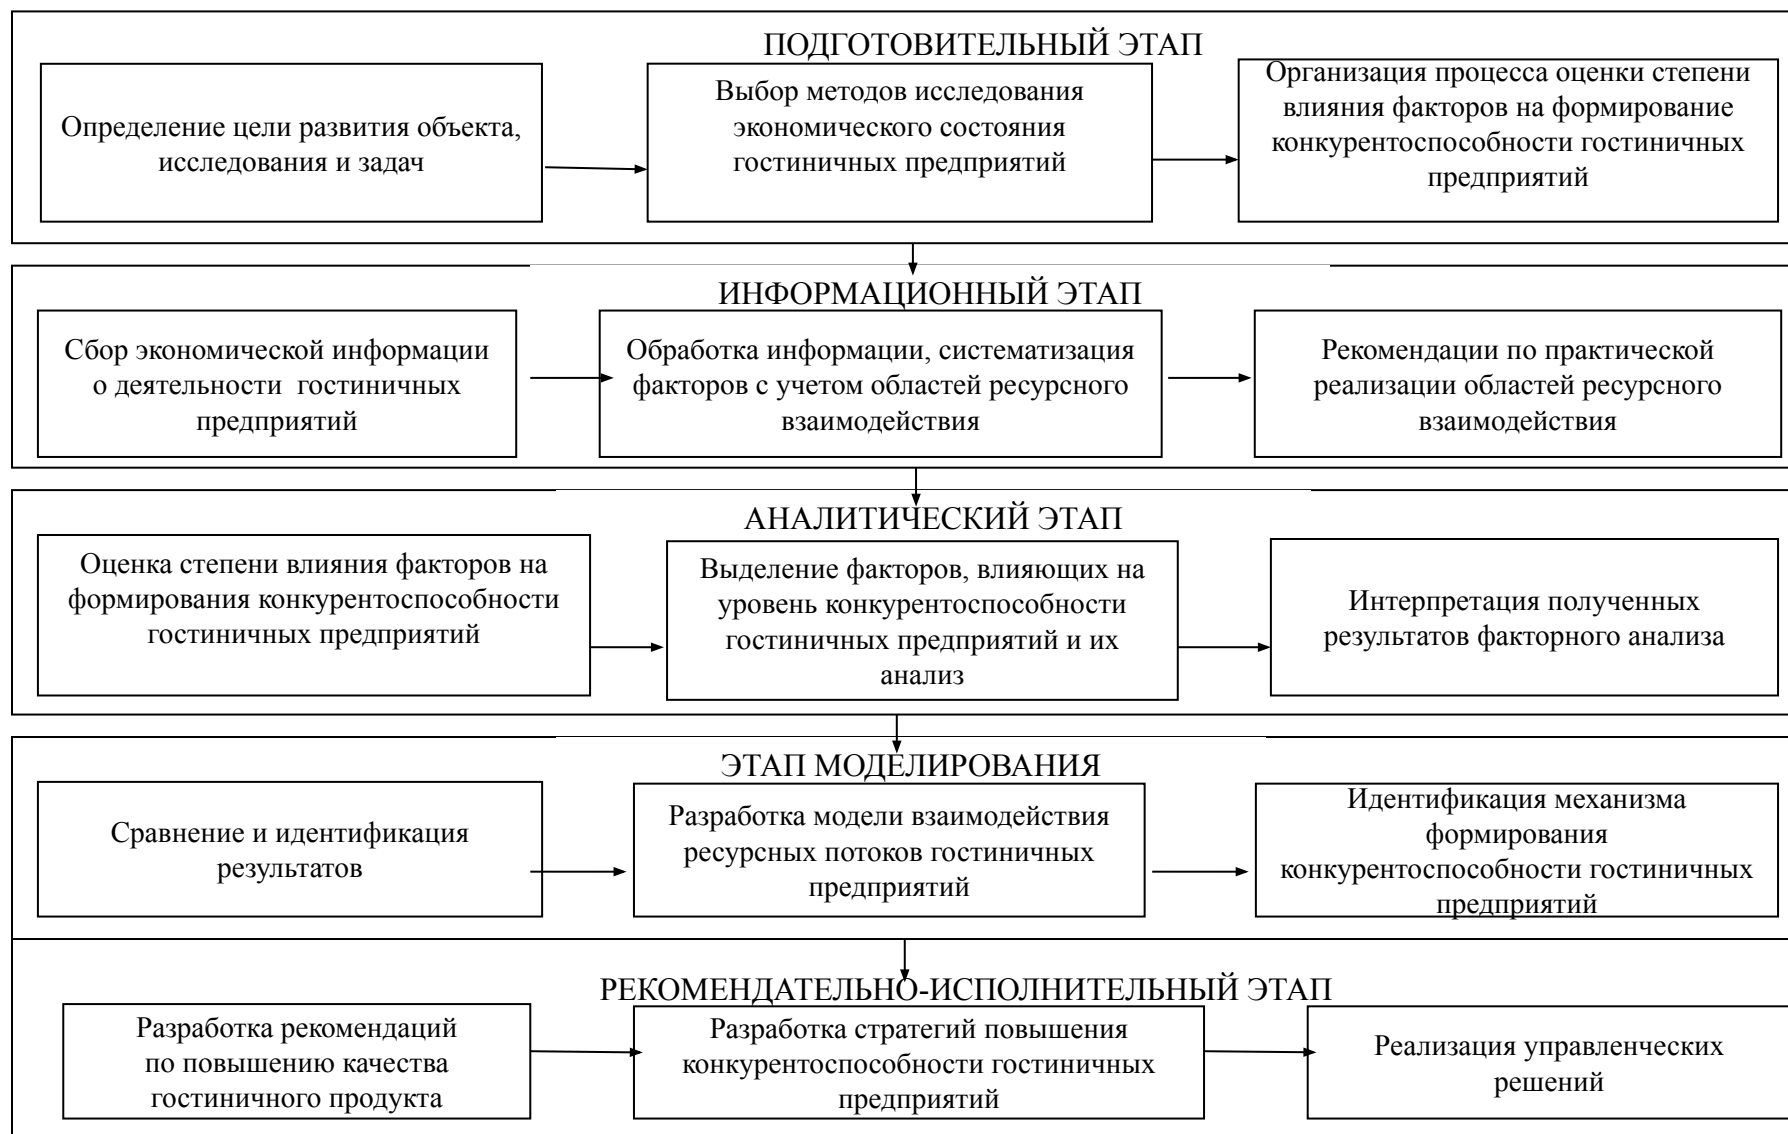 ПОДГОТОВИТЕЛЬНЫЙ ЭТАП
Определение цели развития объекта,
исследования и задач
Выбор методов исследования
экономического состояния
гостиничных предприятий
Организация процесса оценки степени
влияния факторов на формирование
конкурентоспособности гостиничных
предприятий
ИНФОРМАЦИОННЫЙ ЭТАП
Сбор экономической информации
о деятельности гостиничных
предприятий
Обработка информации, систематизация
факторов с учетом областей ресурсного
взаимодействия
Рекомендации по практической
реализации областей ресурсного
взаимодействия
АНАЛИТИЧЕСКИЙ ЭТАП
Оценка степени влияния факторов на
формирования конкурентоспособности
гостиничных предприятий
Выделение факторов, влияющих на
уровень конкурентоспособности
гостиничных предприятий и их
анализ
Интерпретация полученных
результатов факторного анализа
ЭТАП МОДЕЛИРОВАНИЯ
Сравнение и идентификация
результатов
Разработка модели взаимодействия
ресурсных потоков гостиничных
предприятий
Идентификация механизма
формирования
конкурентоспособности гостиничных
предприятий
РЕКОМЕНДАТЕЛЬНО-ИСПОЛНИТЕЛЬНЫЙ ЭТАП
Разработка рекомендаций
по повышению качества
гостиничного продукта
Разработка стратегий повышения
конкурентоспособности гостиничных
предприятий
Реализация управленческих
решений